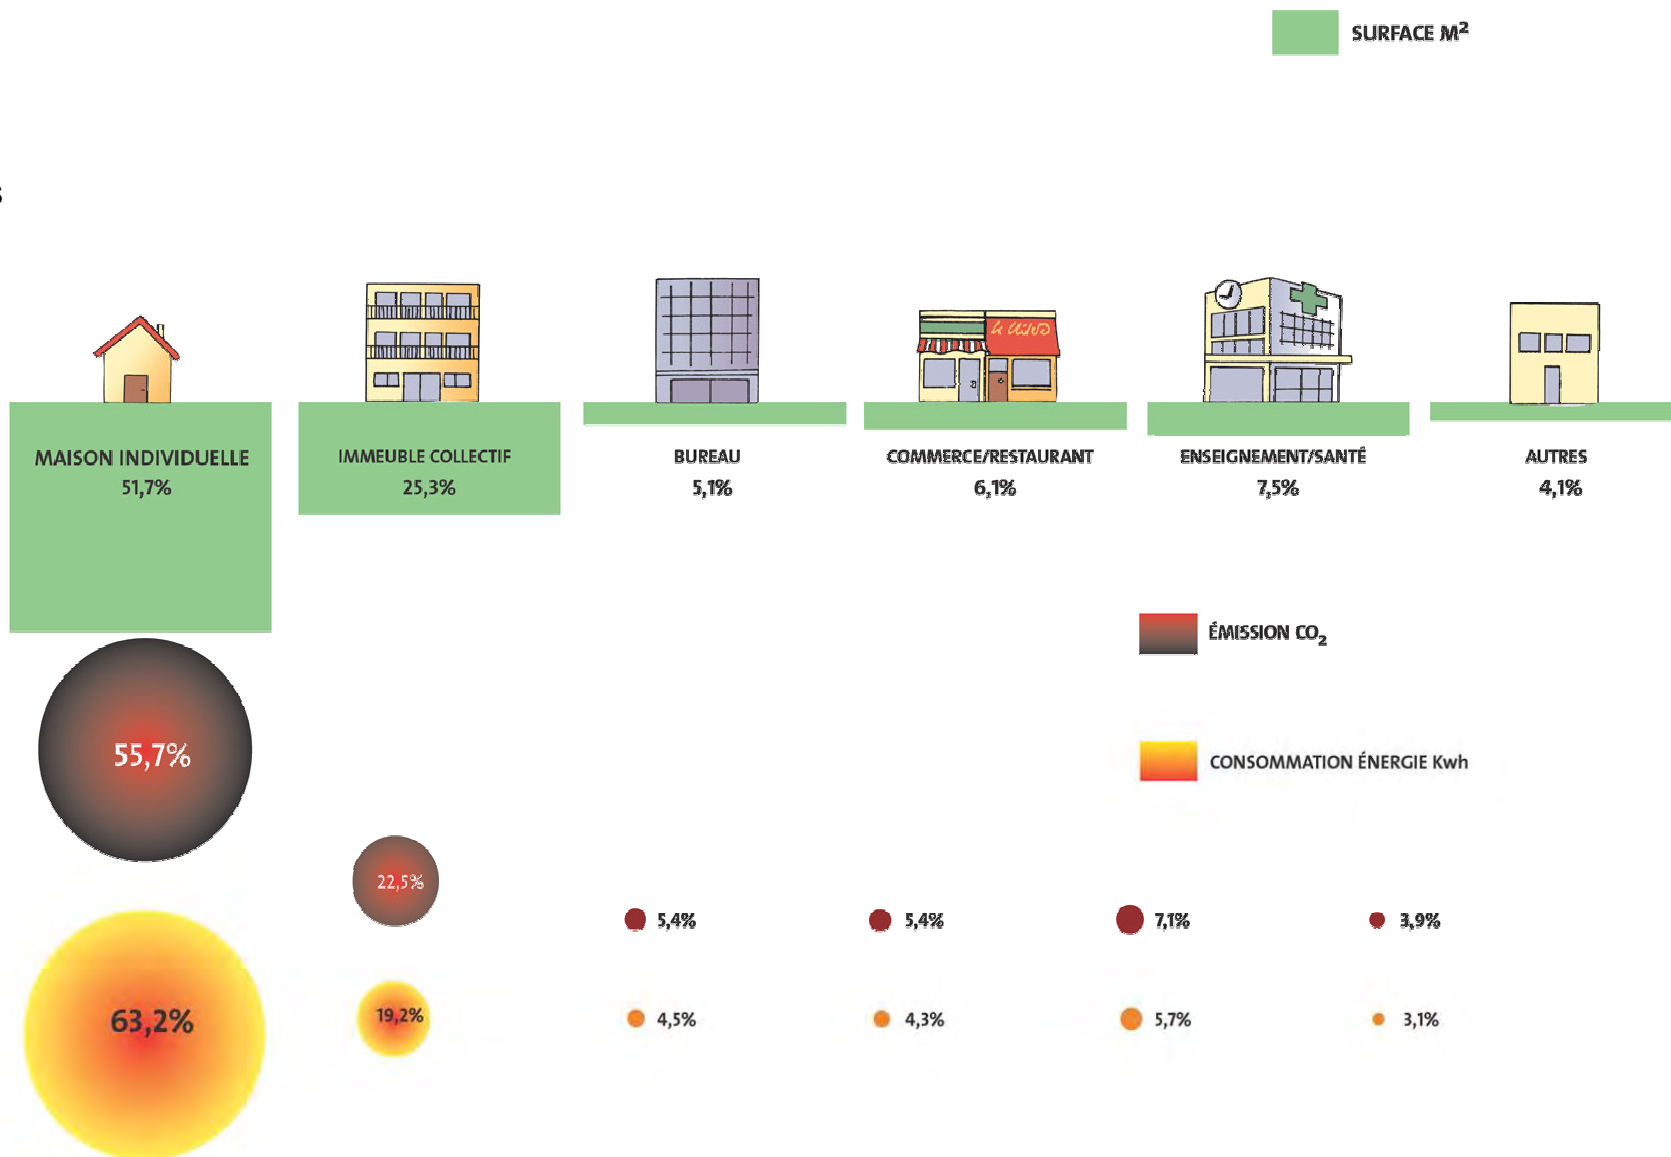 SURFACE M²
S
le resto
MAISON INDIVIDUELLE
51,7%
IMMEUBLE COLLECTIF
25,3%
BUREAU
5,1%
COMMERCE/RESTAURANT
6,1%
ENSEIGNEMENT/SANTÉ
7,5%
AUTRES
4,1%
ÉMISSION CO₂
55,7%
CONSOMMATION ÉNERGIE Kwh
22,5%
5,4%
5,4%
7,1%
3,9%
63,2%
19,2%
4,5%
4,3%
5,7%
3,1%